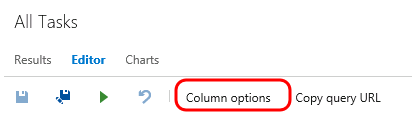 All Tasks
Results Editor Charts
Column options Copy query URL